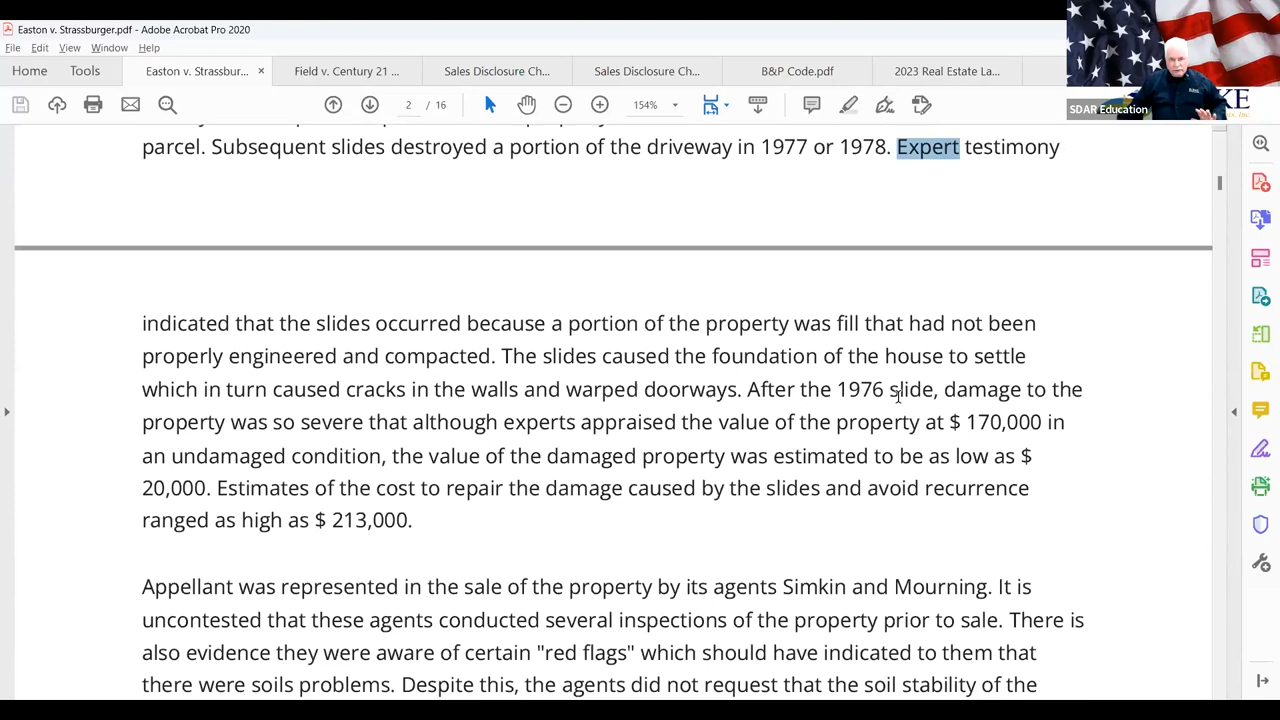 Easton v. Strassburger.pdf - Adobe Acrobat Pro 2020
File Edit View Window Help
Home Tools Easton v. Strassbur... × Field v. Century 21 ... Sales Disclosure Ch... Sales Disclosure Ch... B&P Code.pdf 2023 Real Estate La...
2 / 16 154%
SDAR Education
parcel. Subsequent slides destroyed a portion of the driveway in 1977 or 1978. Expert testimony
indicated that the slides occurred because a portion of the property was fill that had not been
properly engineered and compacted. The slides caused the foundation of the house to settle
which in turn caused cracks in the walls and warped doorways. After the 1976 slide, damage to the
property was so severe that although experts appraised the value of the property at $ 170,000 in
an undamaged condition, the value of the damaged property was estimated to be as low as $
20,000. Estimates of the cost to repair the damage caused by the slides and avoid recurrence
ranged as high as $ 213,000.
Appellant was represented in the sale of the property by its agents Simkin and Mourning. It is
uncontested that these agents conducted several inspections of the property prior to sale. There is
also evidence they were aware of certain "red flags" which should have indicated to them that
there were soils problems. Despite this, the agents did not request that the soil stability of the